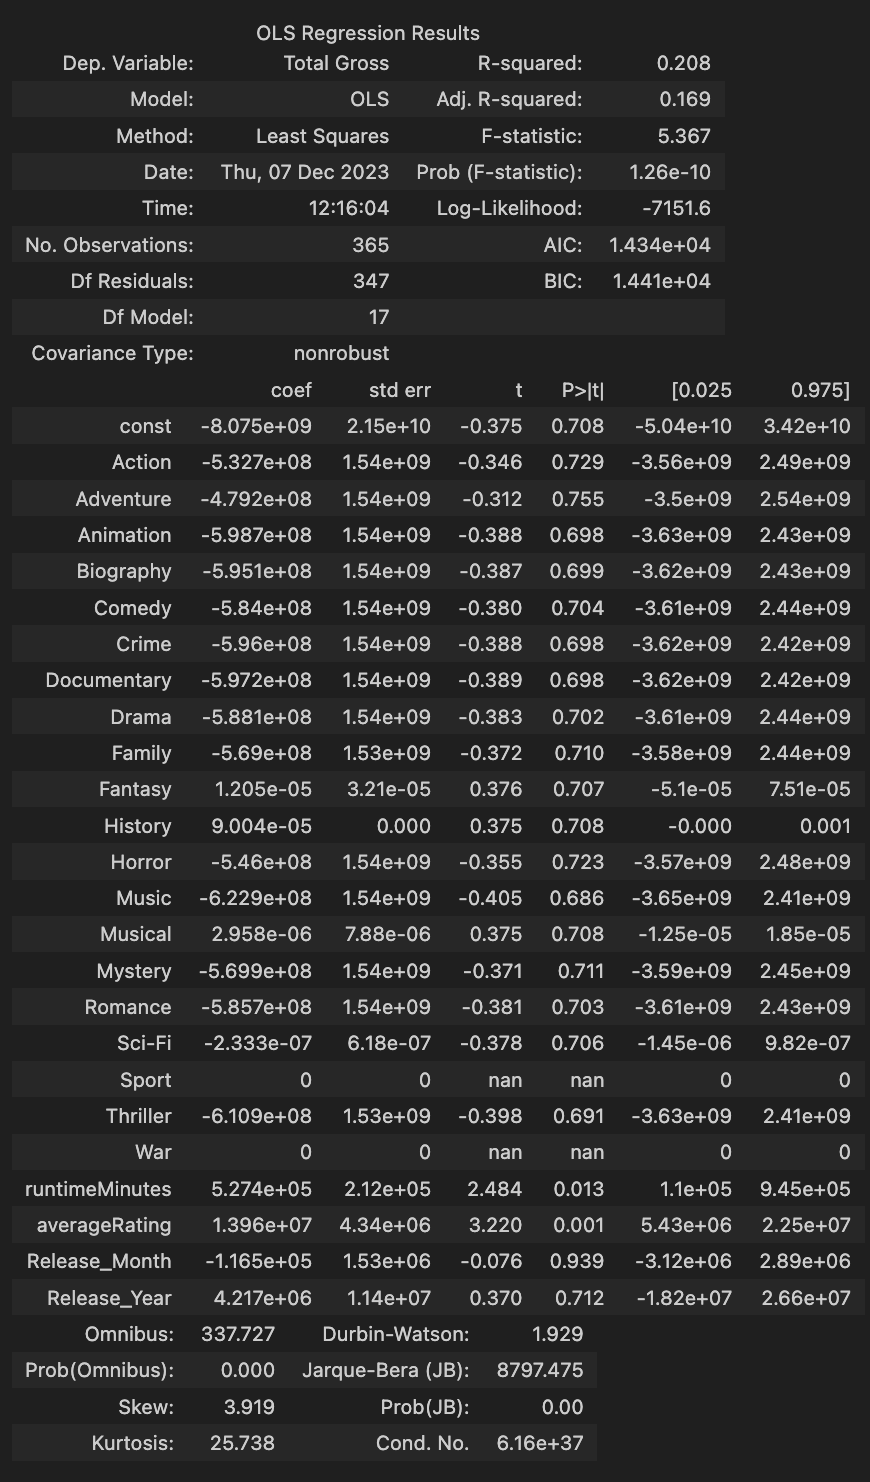 OLS Regression Results
Dep. Variable: Total Gross R-squared: 0.208
Model: OLS Adj. R-squared: 0.169
Method: Least Squares F-statistic: 5.367
Date: Thu, 07 Dec 2023 Prob (F-statistic): 1.26e-10
Time: 12:16:04 Log-Likelihood: -7151.6
No. Observations: 365 AIC: 1.434e+04
Df Residuals: 347 BIC: 1.441e+04
Df Model: 17
Covariance Type: nonrobust
coef std err t P>|t| [0.025 0.975]
const -8.075e+09 2.15e+10 -0.375 0.708 -5.04e+10 3.42e+10
Action -5.327e+08 1.54e+09 -0.346 0.729 -3.56e+09 2.49e+09
Adventure -4.792e+08 1.54e+09 -0.312 0.755 -3.5e+09 2.54e+09
Animation -5.987e+08 1.54e+09 -0.388 0.698 -3.63e+09 2.43e+09
Biography -5.951e+08 1.54e+09 -0.387 0.699 -3.62e+09 2.43e+09
Comedy -5.84e+08 1.54e+09 -0.380 0.704 -3.61e+09 2.44e+09
Crime -5.96e+08 1.54e+09 -0.388 0.698 -3.62e+09 2.42e+09
Documentary -5.972e+08 1.54e+09 -0.389 0.698 -3.62e+09 2.42e+09
Drama -5.881e+08 1.54e+09 -0.383 0.702 -3.61e+09 2.44e+09
Family -5.69e+08 1.53e+09 -0.372 0.710 -3.58e+09 2.44e+09
Fantasy 1.205e-05 3.21e-05 0.376 0.707 -5.1e-05 7.51e-05
History 9.004e-05 0.000 0.375 0.708 -0.000 0.001
Horror -5.46e+08 1.54e+09 -0.355 0.723 -3.57e+09 2.48e+09
Music -6.229e+08 1.54e+09 -0.405 0.686 -3.65e+09 2.41e+09
Musical 2.958e-06 7.88e-06 0.375 0.708 -1.25e-05 1.85e-05
Mystery -5.699e+08 1.54e+09 -0.371 0.711 -3.59e+09 2.45e+09
Romance -5.857e+08 1.54e+09 -0.381 0.703 -3.61e+09 2.43e+09
Sci-Fi -2.333e-07 6.18e-07 -0.378 0.706 -1.45e-06 9.82e-07
Sport 0 0 nan nan 0 0
Thriller -6.109e+08 1.53e+09 -0.398 0.691 -3.63e+09 2.41e+09
War 0 0 nan nan 0 0
runtimeMinutes 5.274e+05 2.12e+05 2.484 0.013 1.1e+05 9.45e+05
averageRating 1.396e+07 4.34e+06 3.220 0.001 5.43e+06 2.25e+07
Release_Month -1.165e+05 1.53e+06 -0.076 0.939 -3.12e+06 2.89e+06
Release_Year 4.217e+06 1.14e+07 0.370 0.712 -1.82e+07 2.66e+07
Omnibus: 337.727 Durbin-Watson: 1.929
Prob(Omnibus): 0.000 Jarque-Bera (JB): 8797.475
Skew: 3.919 Prob(JB): 0.00
Kurtosis: 25.738 Cond. No. 6.16e+37